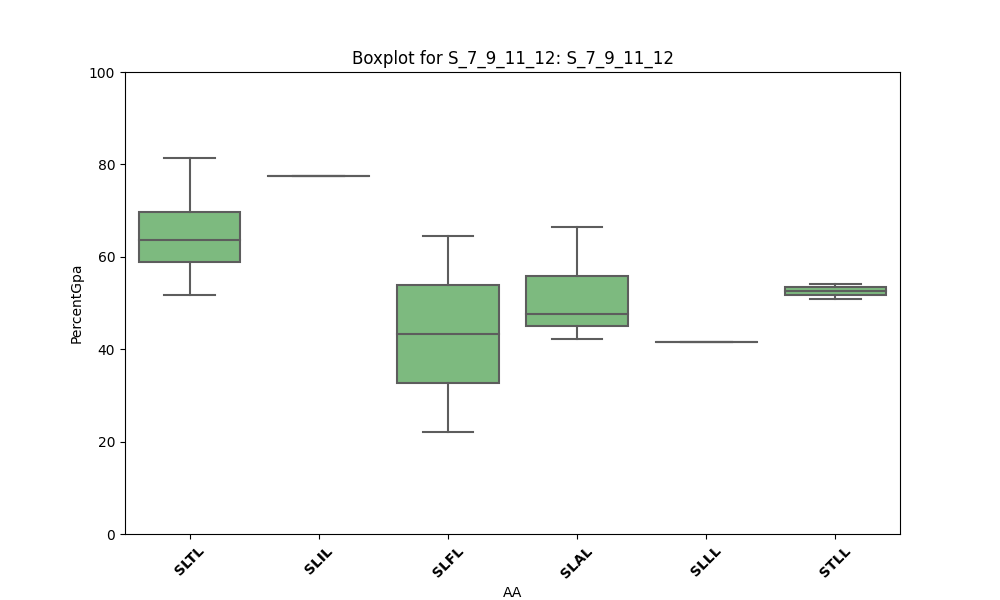 Boxplot for S_7_9_11_12: S_7_9_11_12
100
80
60
40
20
0
PercentGpa
SLTL
SLIL
SLFL
SLAL
SLLL
STLL
AA